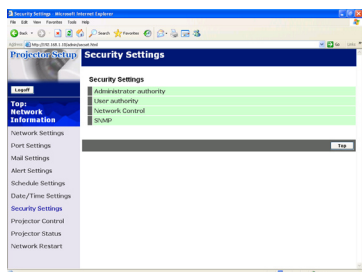 Security Settings - Microsoft Internet Explorer
File Edit View Favorites Tools Help
Back Search Favorites
Projector Setup
Security Settings
Logoff
Top:
Network
Information
Network Settings
Port Settings
Mail Settings
Alert Settings
Schedule Settings
Date/Time Settings
Security Settings
Projector Control
Projector Status
Network Restart
Security Settings
Administrator authority
User authority
Network Control
SNMP
Top